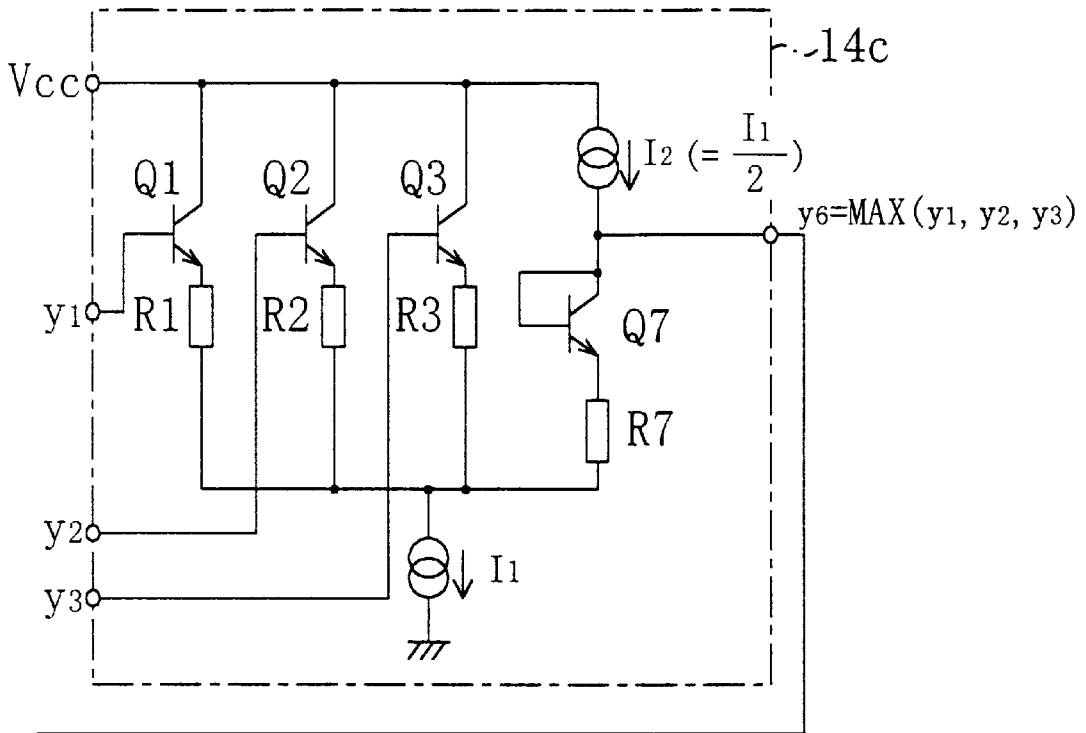 14c
Vcc
I2 (= I1/2)
Q1
Q2
Q3
y6=MAX(y1, y2, y3)
y1
R1
R2
R3
Q7
R7
y2
I1
y3